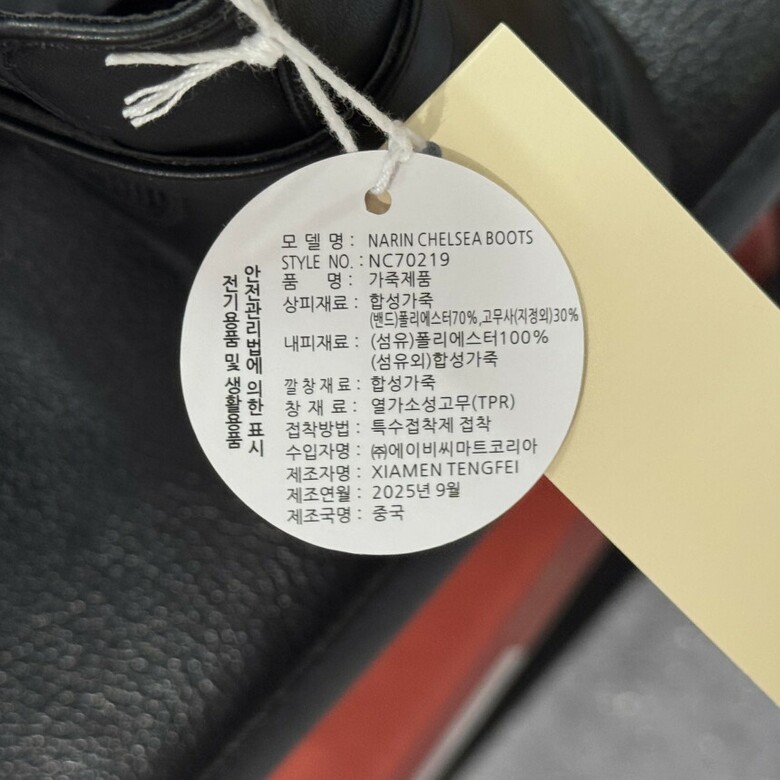 전기용품 및 생활용품
안전관리법에 의한 표시
모 델 명 : NARIN CHELSEA BOOTS
STYLE NO. : NC70219
품 명 : 가죽제품
상피재료 : 합성가죽
(밴드)폴리에스터70%,고무사(지정외)30%
내피재료 : (섬유)폴리에스터100%
(섬유외)합성가죽
깔창재료 : 합성가죽
창 재 료 : 열가소성고무(TPR)
접착방법 : 특수접착제 접착
수입자명 : ㈜에이비씨마트코리아
제조자명 : XIAMEN TENGFEI
제조연월 : 2025년 9월
제조국명 : 중국